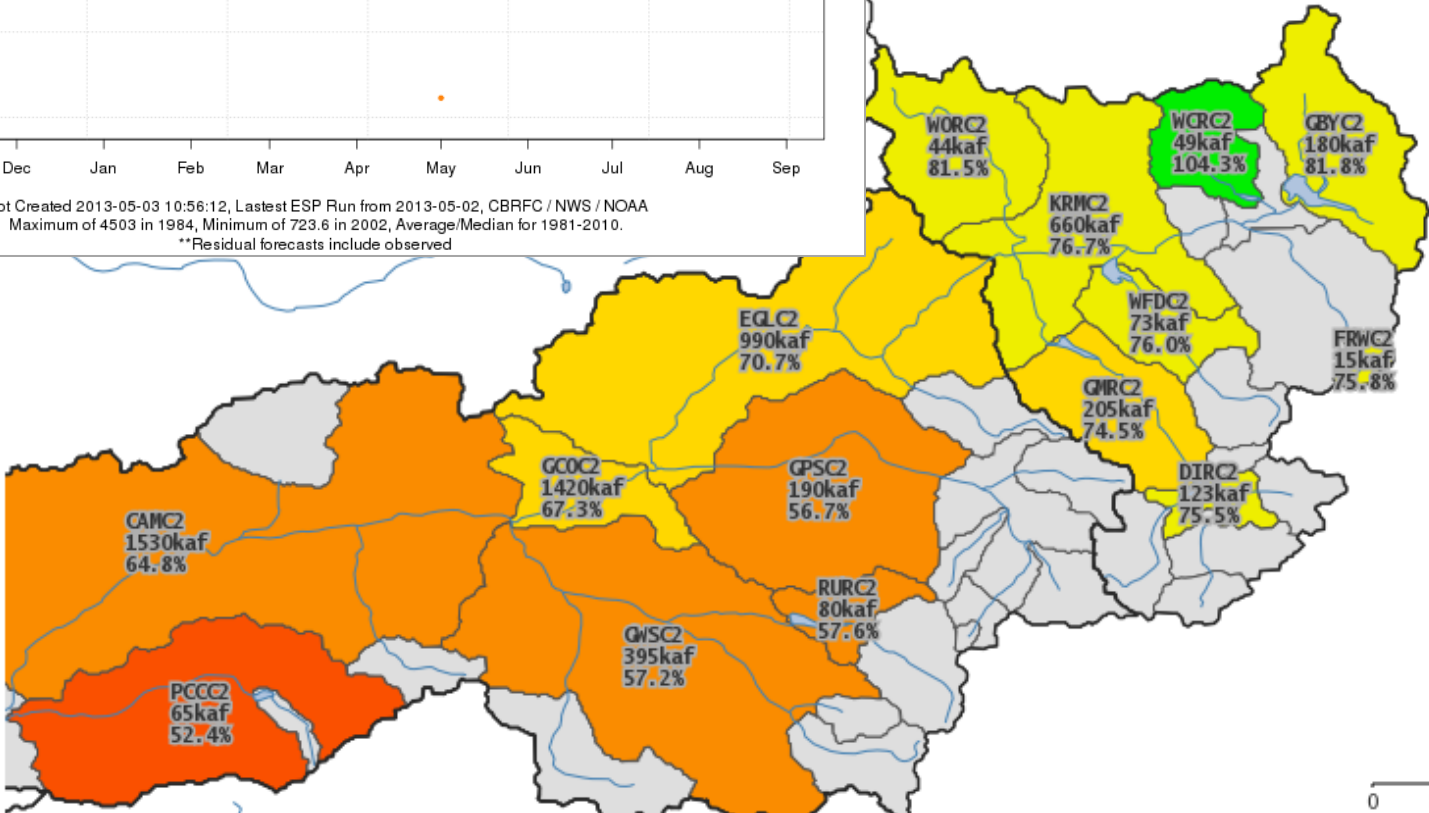 Dec Jan Feb Mar Apr May Jun Jul Aug Sep
ot Created 2013-05-03 10:56:12, Lastest ESP Run from 2013-05-02, CBRFC / NWS / NOAA
Maximum of 4503 in 1984, Minimum of 723.6 in 2002, Average/Median for 1981-2010.
**Residual forecasts include observed
WORC2
44kaf
81.5%
WCRC2
49kaf
104.3%
GBYC2
180kaf
81.8%
KRMC2
660kaf
76.7%
WFDC2
73kaf
76.0%
EGLC2
990kaf
70.7%
FRWC2
15kaf
75.8%
GMRC2
205kaf
74.5%
GCOC2
1420kaf
67.3%
GPSC2
190kaf
56.7%
DIRC2
123kaf
75.5%
CAMC2
1530kaf
64.8%
RURC2
80kaf
57.6%
GWSC2
395kaf
57.2%
PCCC2
65kaf
52.4%
0